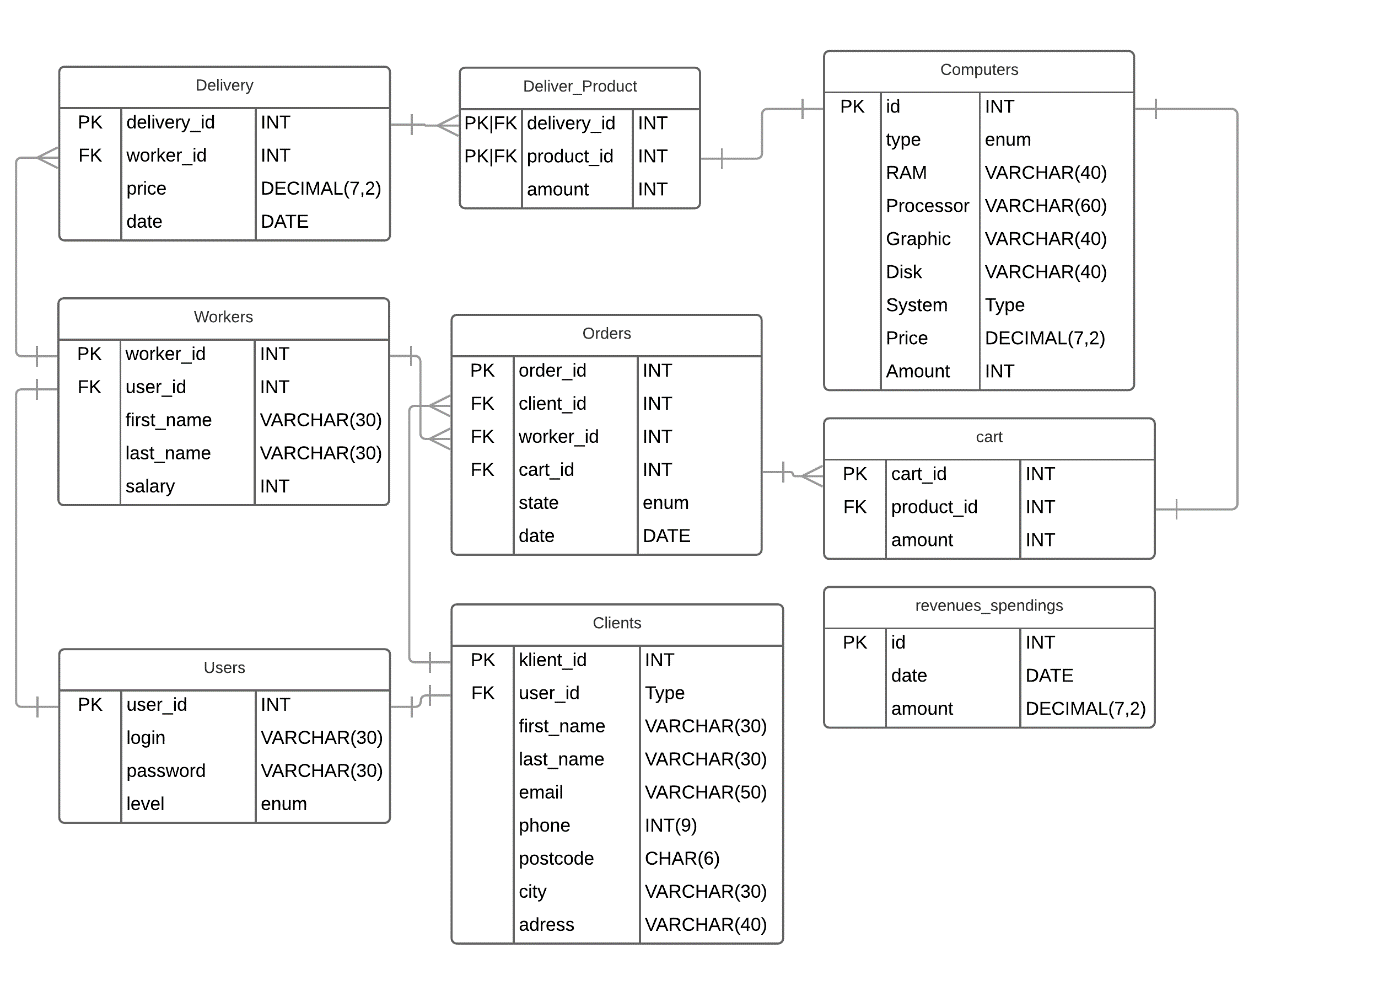 Delivery
PK delivery_id INT
FK worker_id INT
price DECIMAL(7,2)
date DATE
Deliver_Product
PK|FK delivery_id INT
PK|FK product_id INT
amount INT
Computers
PK id INT
type enum
RAM VARCHAR(40)
Processor VARCHAR(60)
Graphic VARCHAR(40)
Disk VARCHAR(40)
System Type
Price DECIMAL(7,2)
Amount INT
Workers
PK worker_id INT
FK user_id INT
first_name VARCHAR(30)
last_name VARCHAR(30)
salary INT
Orders
PK order_id INT
FK client_id INT
FK worker_id INT
FK cart_id INT
state enum
date DATE
cart
PK cart_id INT
FK product_id INT
amount INT
revenues_spendings
PK id INT
date DATE
amount DECIMAL(7,2)
Users
PK user_id INT
login VARCHAR(30)
password VARCHAR(30)
level enum
Clients
PK klient_id INT
FK user_id Type
first_name VARCHAR(30)
last_name VARCHAR(30)
email VARCHAR(50)
phone INT(9)
postcode CHAR(6)
city VARCHAR(30)
adress VARCHAR(40)